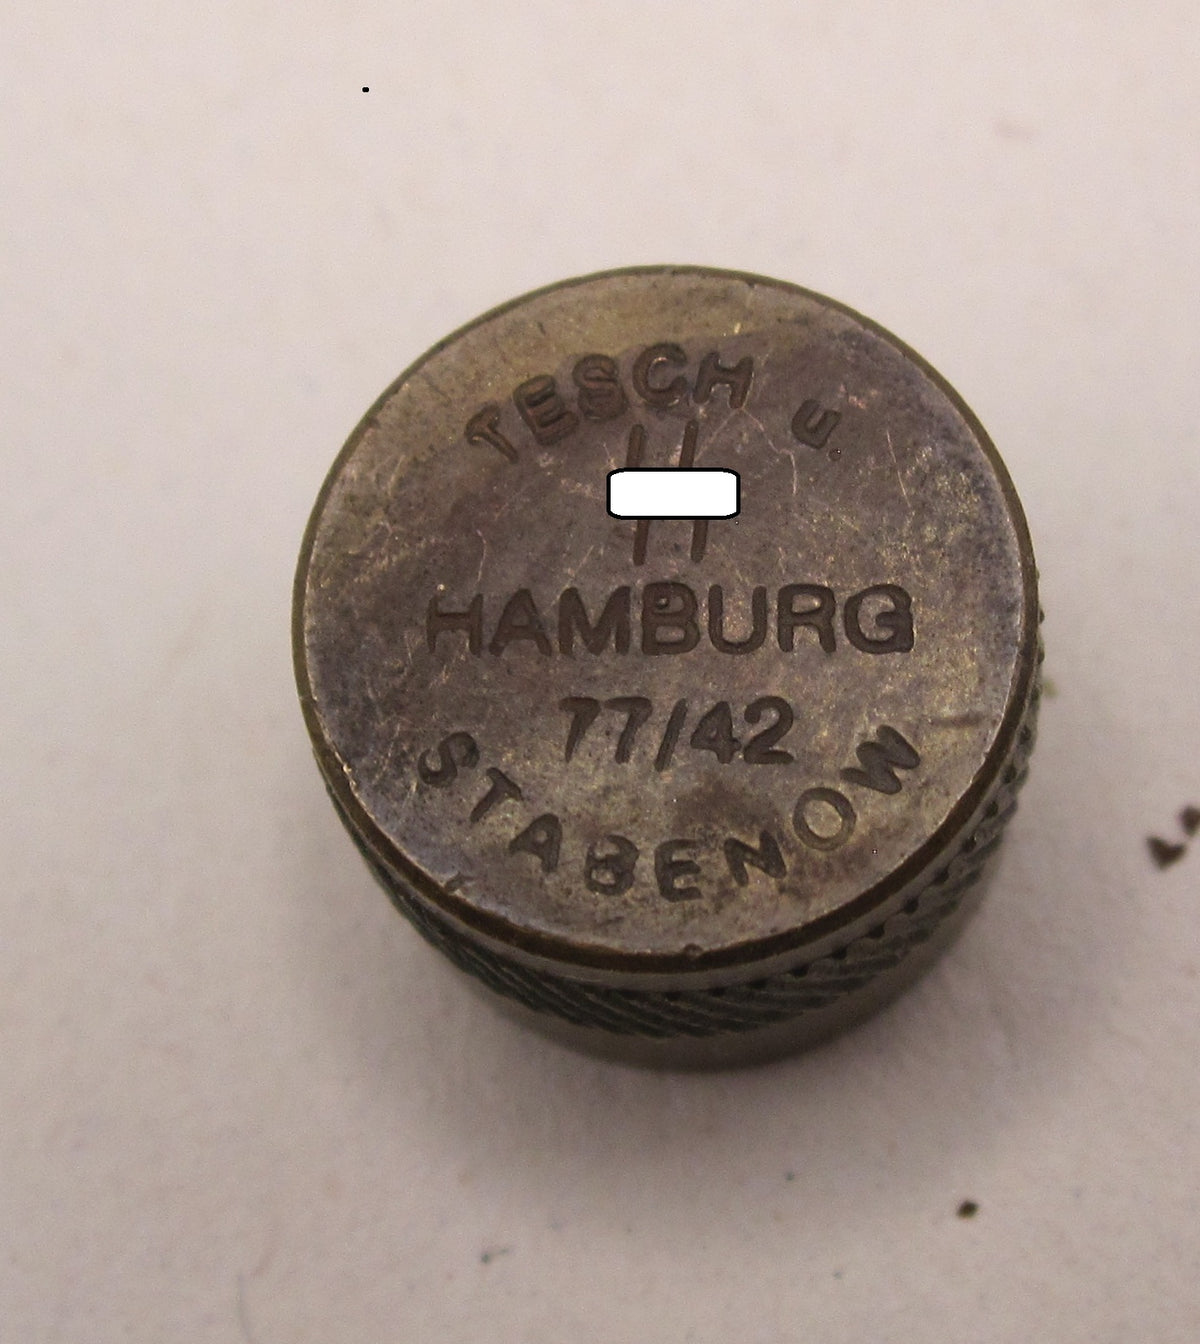 TESCH u.
HAMBURG
77/42
STABENOW